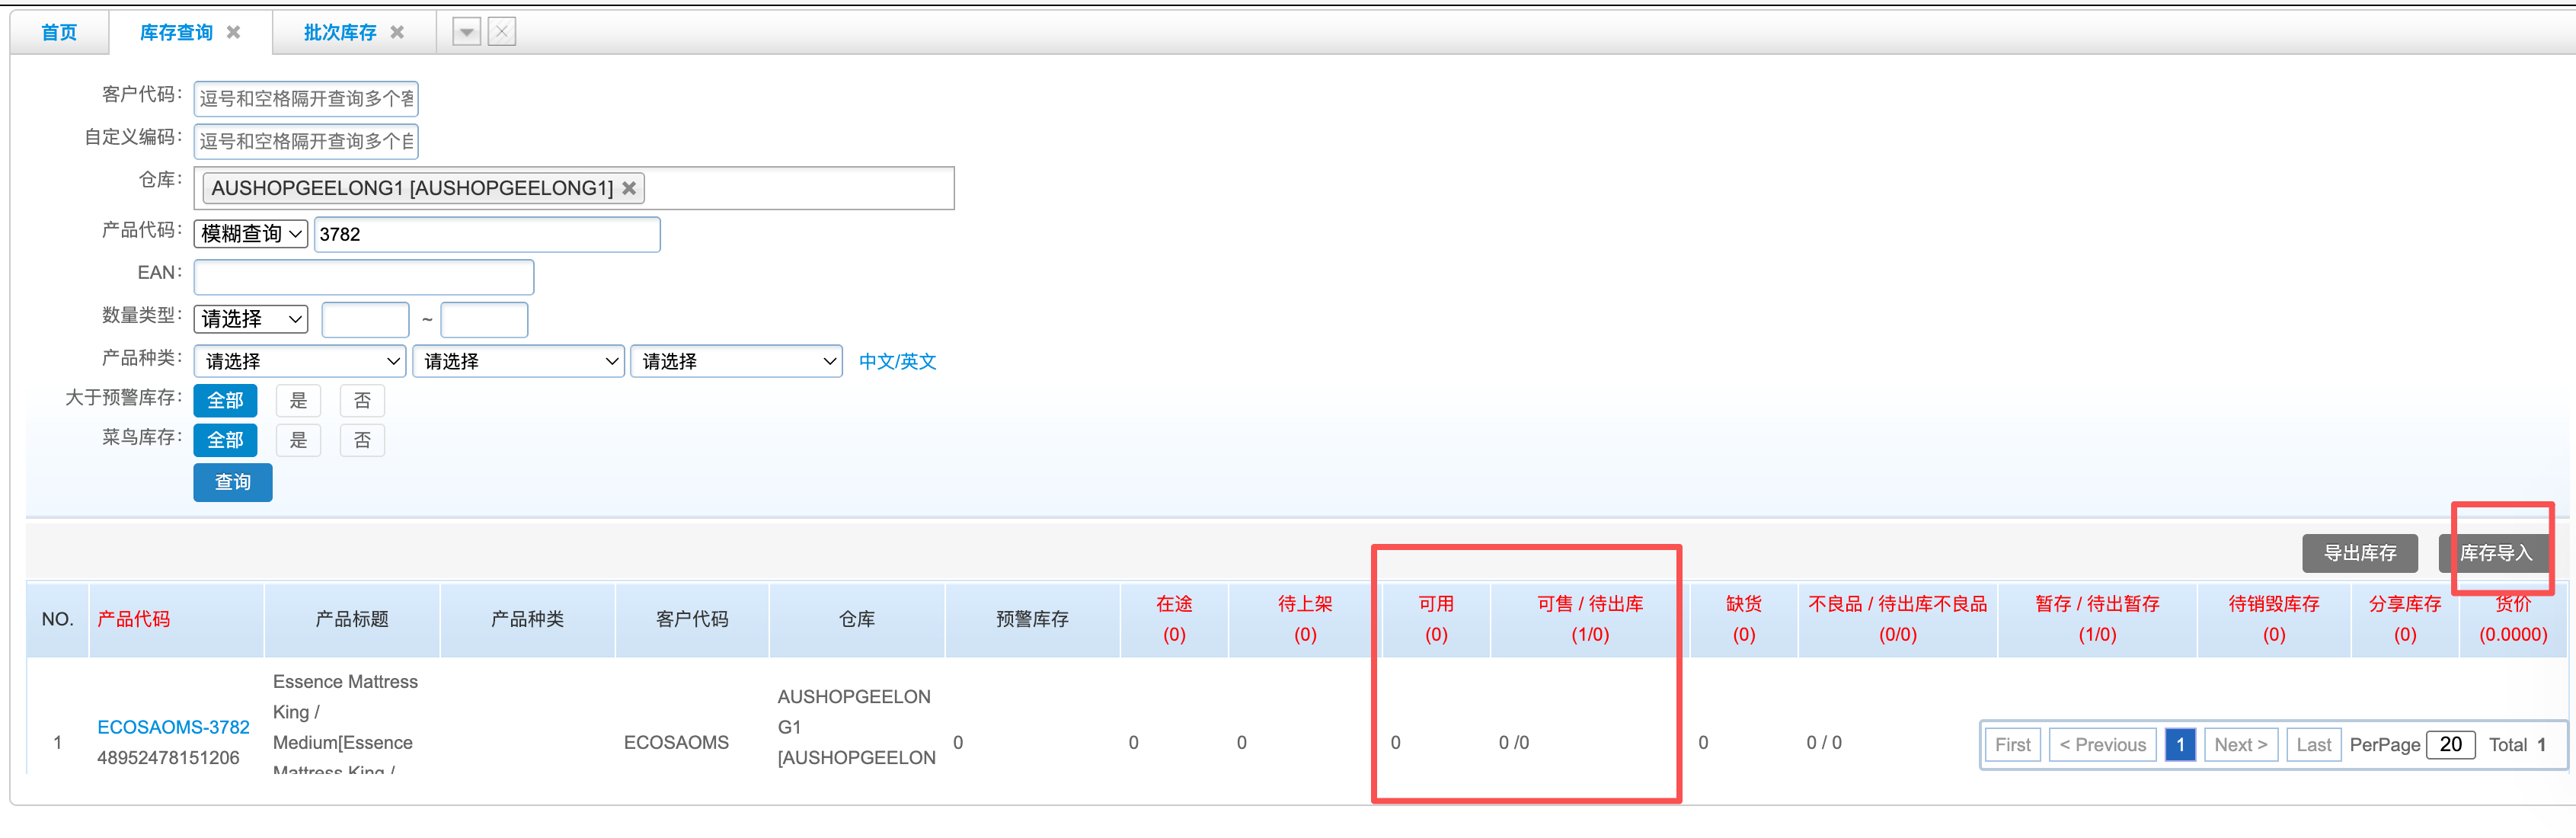 首页
库存查询
批次库存
客户代码：
逗号和空格隔开查询多个客
自定义编码：
逗号和空格隔开查询多个自
仓库：
AUSHOPGEELONG1 [AUSHOPGEELONG1]
产品代码： 模糊查询 3782
EAN：
数量类型： 请选择 ~
产品种类： 请选择 请选择 请选择 中文/英文
大于预警库存： 全部 是 否
菜鸟库存： 全部 是 否
查询
导出库存 库存导入
NO. 产品代码 产品标题 产品种类 客户代码 仓库 预警库存 在途 待上架 可用 可售 / 待出库 缺货 不良品 / 待出库不良品 暂存 / 待出暂存 待销毁库存 分享库存 货价
(0) (0) (0) (1/0) (0) (0/0) (1/0) (0) (0) (0.0000)
Essence Mattress
King /
Medium[Essence
Mattress King /
1
ECOSAOMS-3782
48952478151206
ECOSAOMS
AUSHOPGEELON
G1
[AUSHOPGEELON
0 0 0 0 0 /0 0 0 / 0
First < Previous 1 Next > Last PerPage 20 Total 1